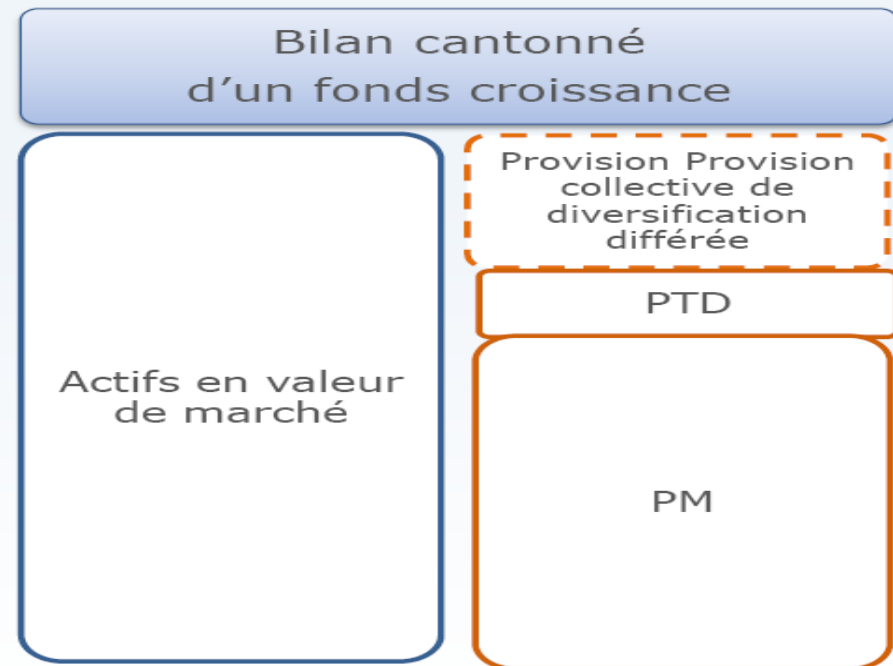 Bilan cantonné
d’un fonds croissance
Provision Provision
collective de
diversification
différée
PTD
Actifs en valeur
de marché
PM